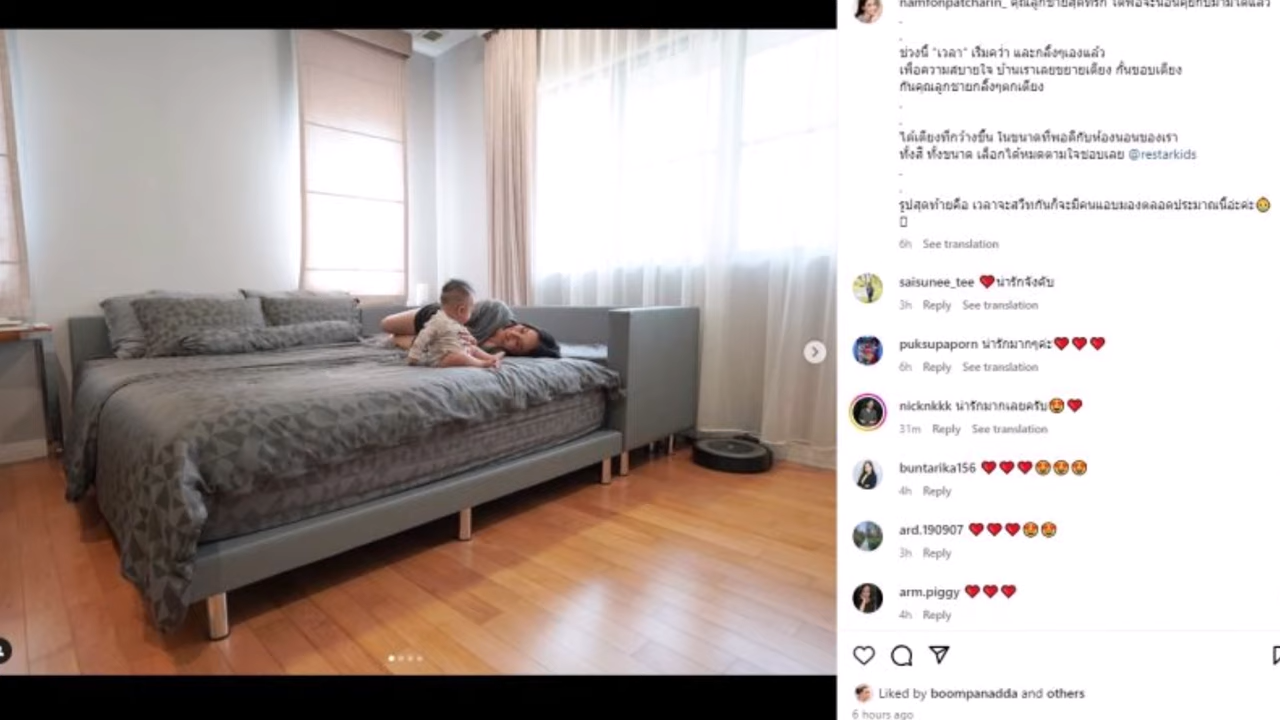 namfonpatcharin_ คุณลูกชายสุดที่รัก
.
.
ช่วงนี้ "เวลา" เริ่มคว่ำ และกลิ้งๆเองแล้ว
เพื่อความสบายใจ บ้านเราเลยขยายเตียง กั้นขอบเตียง
กันคุณลูกชายกลิ้งๆตกเตียง
.
.
ได้เตียงที่กว้างขึ้น ในขนาดที่พอดีกับห้องนอนของเรา
ทั้งสี ทั้งขนาด เลือกได้หมดตามใจชอบเลย @restarkids
.
.
รูปสุดท้ายคือ เวลาจะสวีทกันก็จะมีคนแอบมองตลอดประมาณนี้อ่ะค่ะ👶
6h See translation
saisunee_tee ❤️น่ารักจังคับ
3h Reply See translation
puksupaporn น่ารักมากๆค่ะ❤️❤️❤️
6h Reply See translation
nicknkkk น่ารักมากเลยครับ🤩❤️
31m Reply See translation
buntarika156 ❤️❤️❤️🤩🤩🤩
4h Reply
ard.190907 ❤️❤️❤️🤩🤩
3h Reply
arm.piggy ❤️❤️❤️
4h Reply
Liked by boompanadda and others
6 hours ago